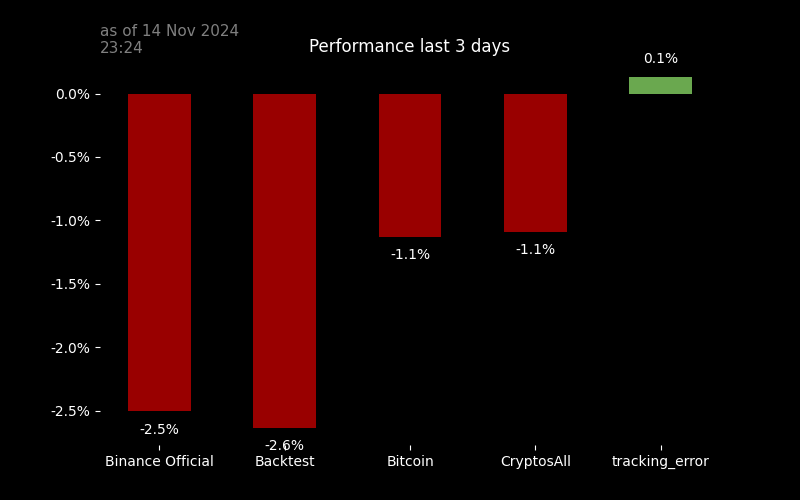 as of 14 Nov 2024
23:24
Performance last 3 days
0.1%
0.0%
-0.5%
-1.0%
-1.1%
-1.1%
-1.5%
-2.0%
-2.5%
-2.5%
-2.6%
Binance Official
Backtest
Bitcoin
CryptosAll
tracking_error